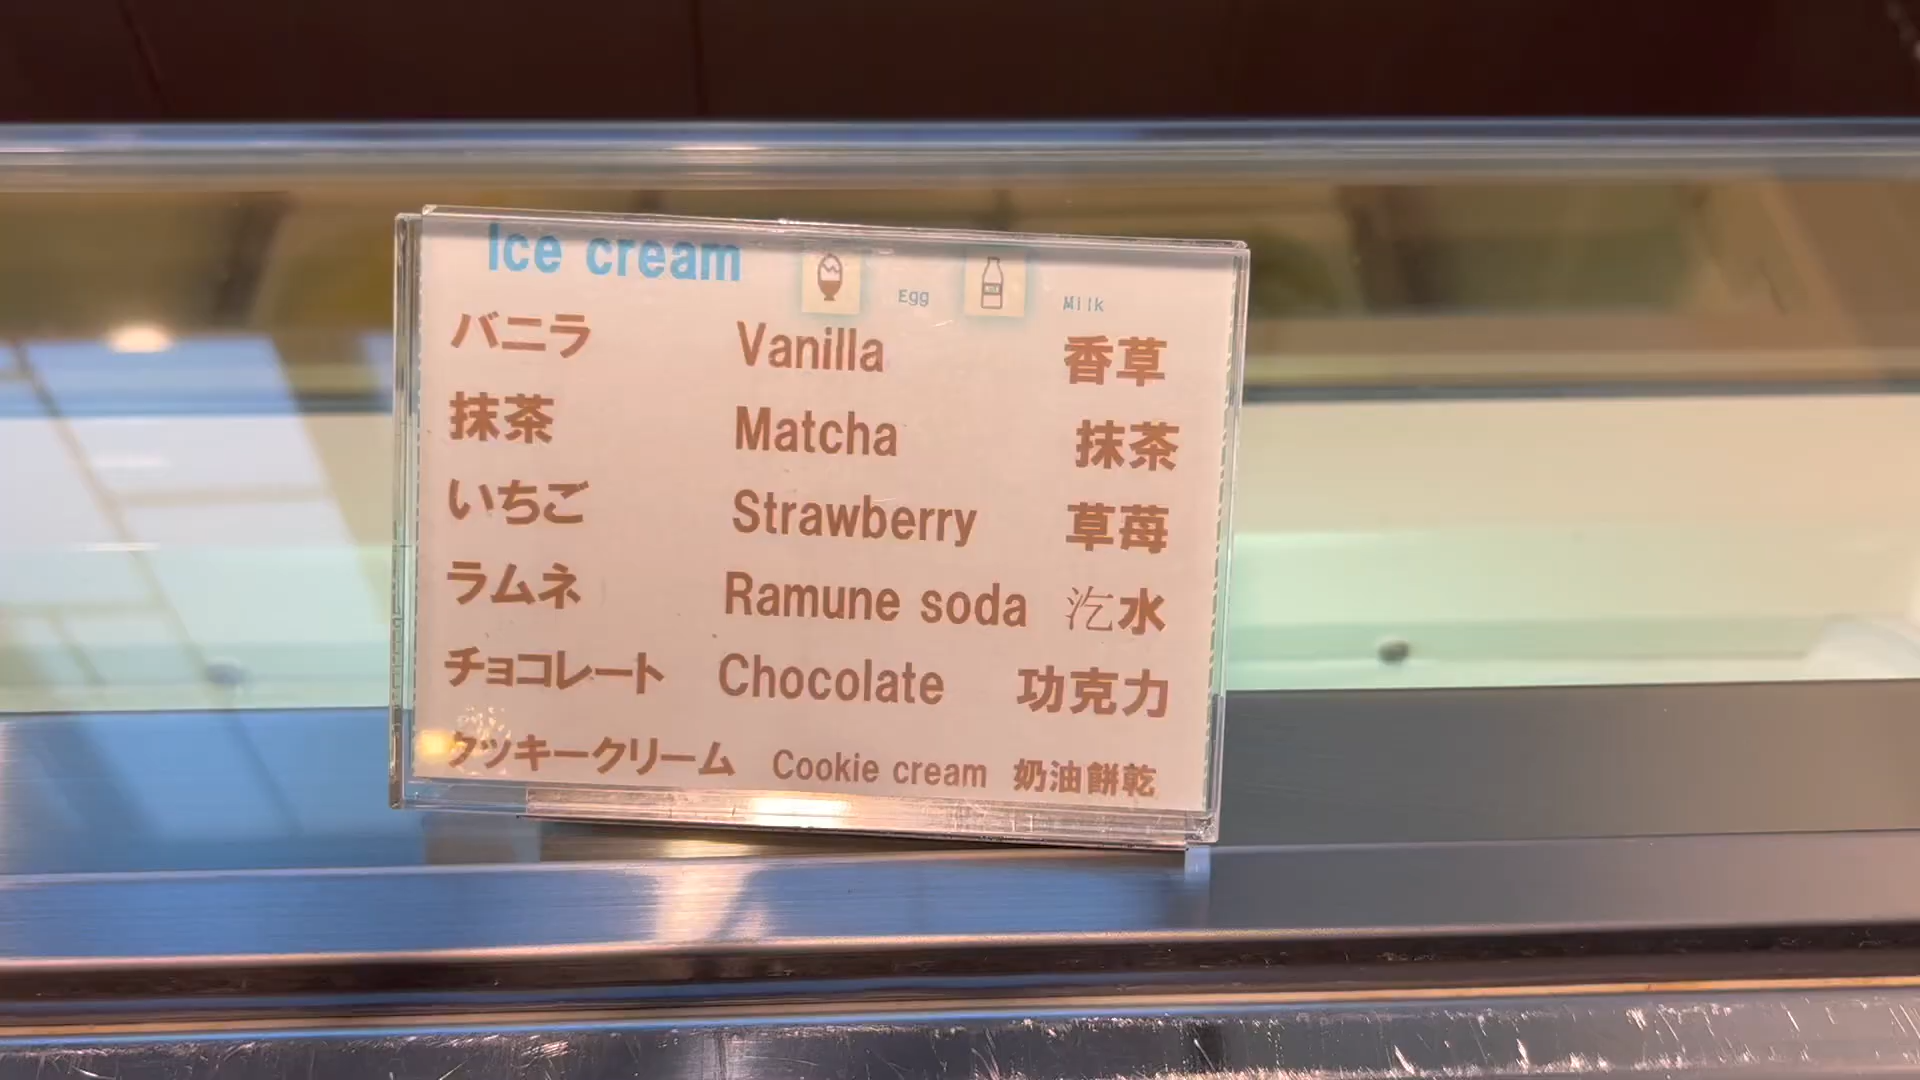 Ice cream Egg Milk
バニラ Vanilla 香草
抹茶 Matcha 抹茶
いちご Strawberry 草苺
ラムネ Ramune soda 汔水
チョコレート Chocolate 功克力
クッキークリーム Cookie cream 奶油餅乾